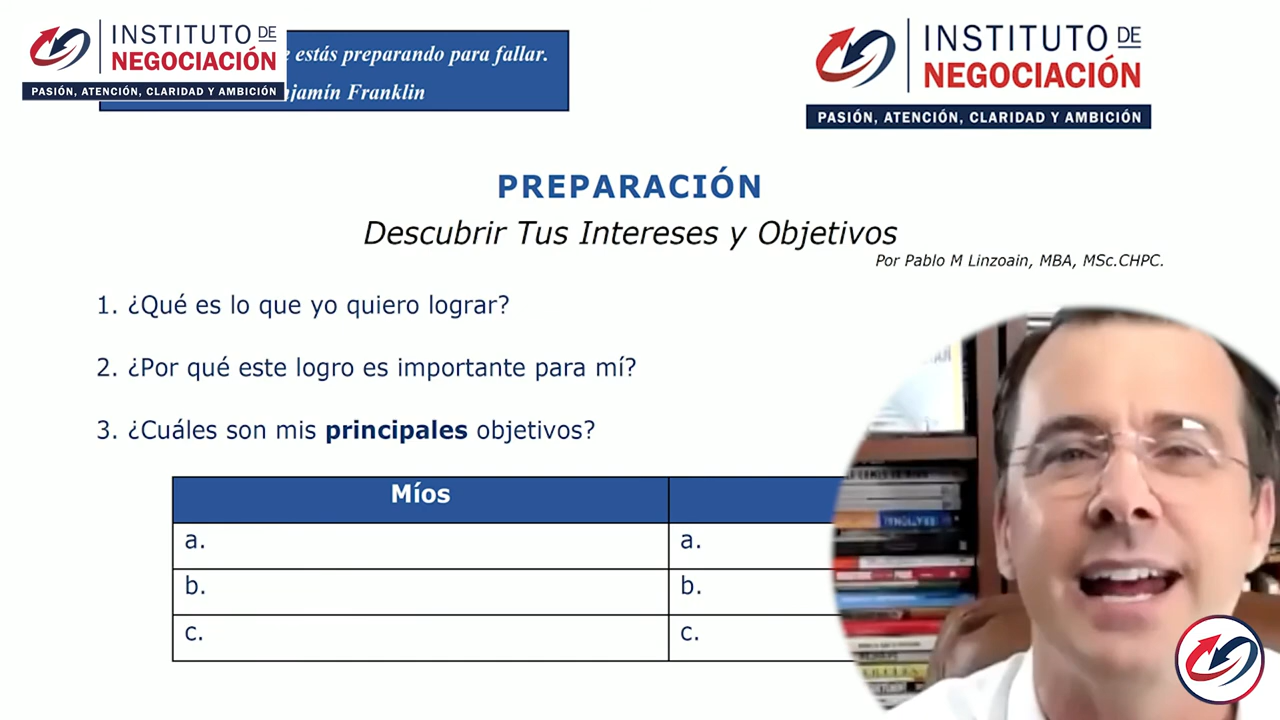 INSTITUTO DE
NEGOCIACIÓN
PASIÓN, ATENCIÓN, CLARIDAD Y AMBICIÓN
estás preparando para fallar.
Franklin
INSTITUTO DE
NEGOCIACIÓN
PASIÓN, ATENCIÓN, CLARIDAD Y AMBICIÓN
PREPARACIÓN
Descubrir Tus Intereses y Objetivos
Por Pablo M Linzoain, MBA, MSc.CHPC.
1. ¿Qué es lo que yo quiero lograr?
2. ¿Por qué este logro es importante para mí?
3. ¿Cuáles son mis principales objetivos?
Míos
a. a.
b. b.
c. c.